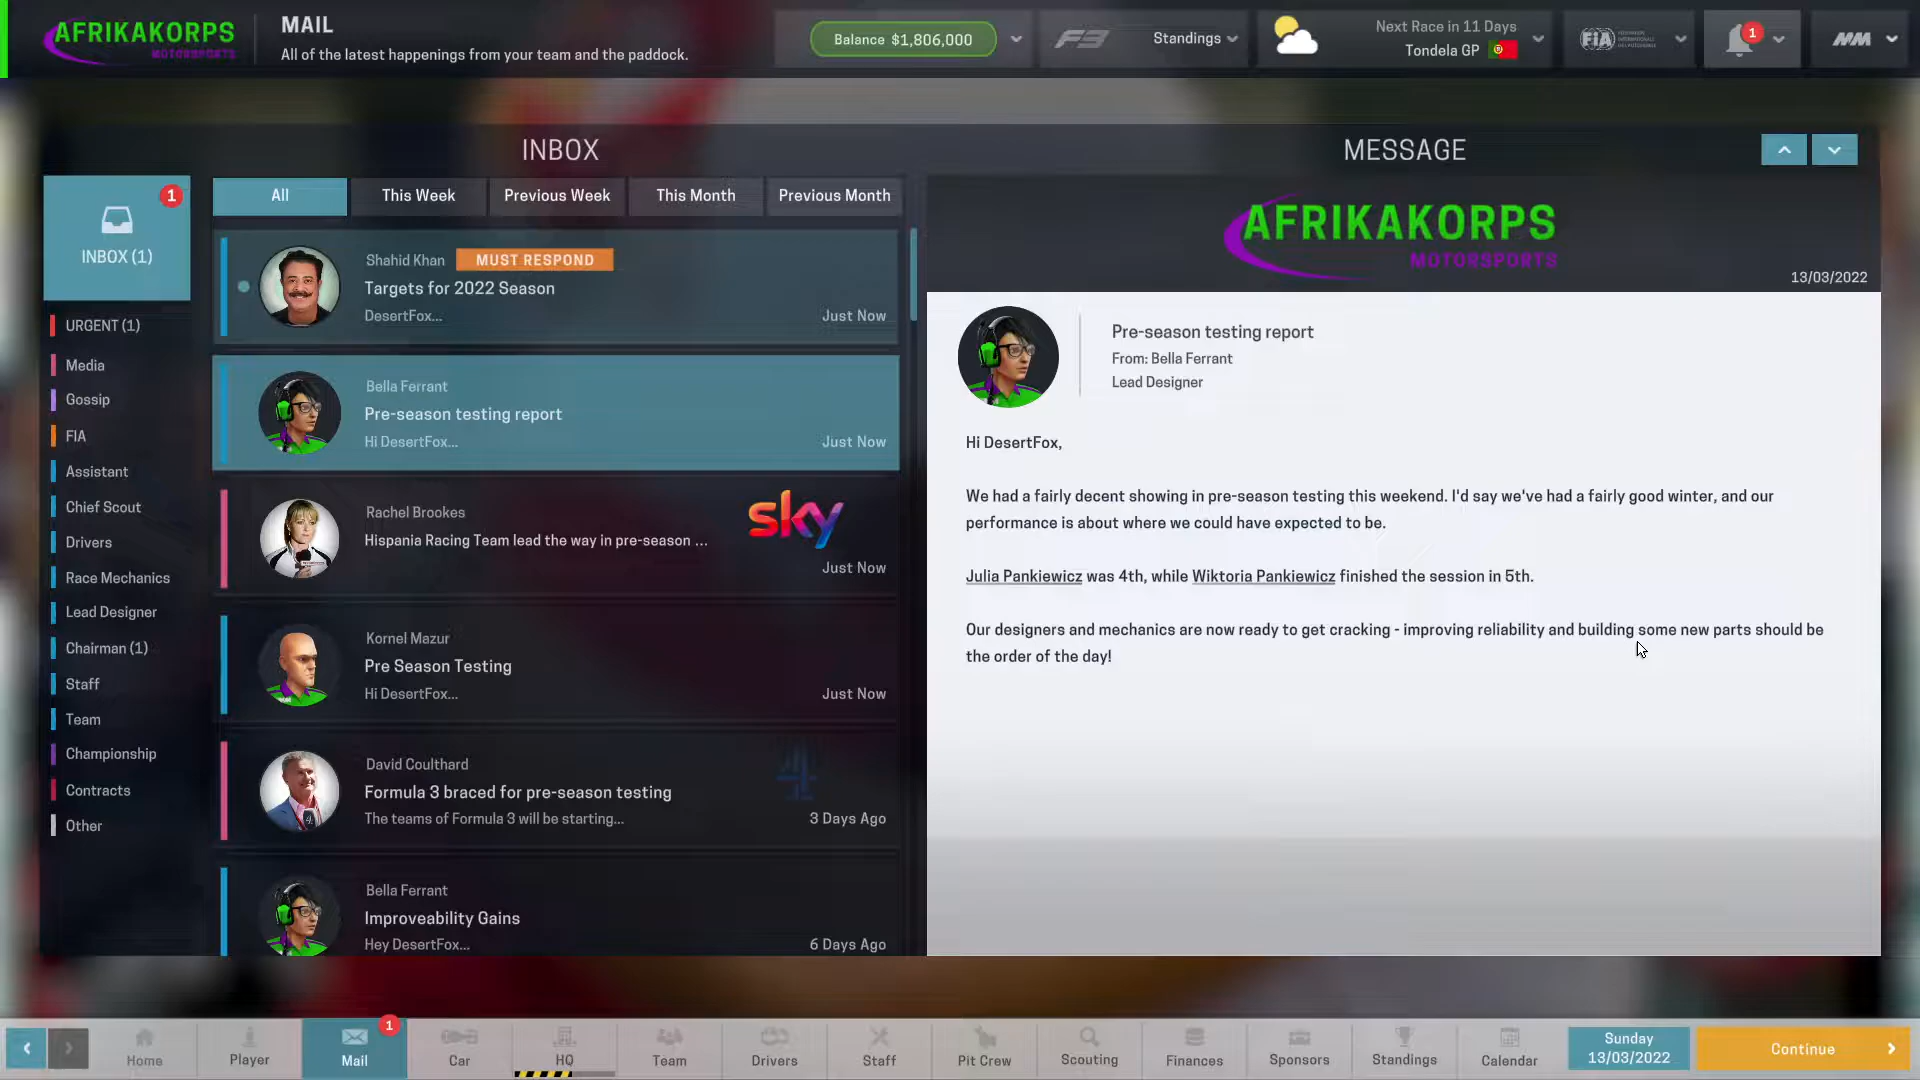 AFRIKAKORPS
MOTORSPORTS
MAIL
All of the latest happenings from your team and the paddock.
Balance $1,806,000
F3
Standings
Next Race in 11 Days
Tondela GP
FIA
1
MM
INBOX
MESSAGE
1
INBOX (1)
All
This Week
Previous Week
This Month
Previous Month
URGENT (1)
Media
Gossip
FIA
Assistant
Chief Scout
Drivers
Race Mechanics
Lead Designer
Chairman (1)
Staff
Team
Championship
Contracts
Other
Shahid Khan MUST RESPOND
Targets for 2022 Season
DesertFox...
Just Now
Bella Ferrant
Pre-season testing report
Hi DesertFox...
Just Now
Rachel Brookes
sky
Hispania Racing Team lead the way in pre-season ...
Just Now
Kornel Mazur
Pre Season Testing
Hi DesertFox...
Just Now
David Coulthard
4
Formula 3 braced for pre-season testing
The teams of Formula 3 will be starting...
3 Days Ago
Bella Ferrant
Improveability Gains
Hey DesertFox...
6 Days Ago
AFRIKAKORPS
MOTORSPORTS
13/03/2022
Pre-season testing report
From: Bella Ferrant
Lead Designer
Hi DesertFox,
We had a fairly decent showing in pre-season testing this weekend. I'd say we've had a fairly good winter, and our
performance is about where we could have expected to be.
Julia Pankiewicz was 4th, while Wiktoria Pankiewicz finished the session in 5th.
Our designers and mechanics are now ready to get cracking - improving reliability and building some new parts should be
the order of the day!
Home
Player
1
Mail
Car
HQ
Team
Drivers
Staff
Pit Crew
Scouting
Finances
Sponsors
Standings
Calendar
Sunday
13/03/2022
Continue